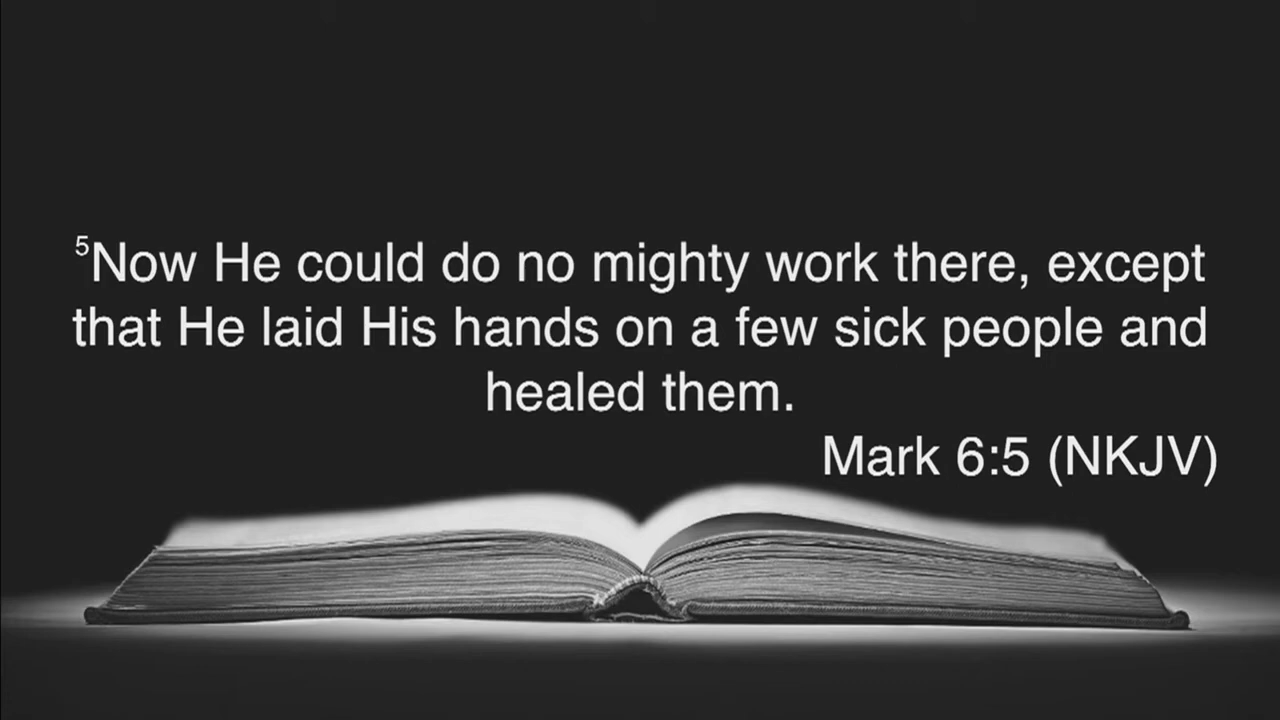 ⁵Now He could do no mighty work there, except
that He laid His hands on a few sick people and
healed them.
Mark 6:5 (NKJV)